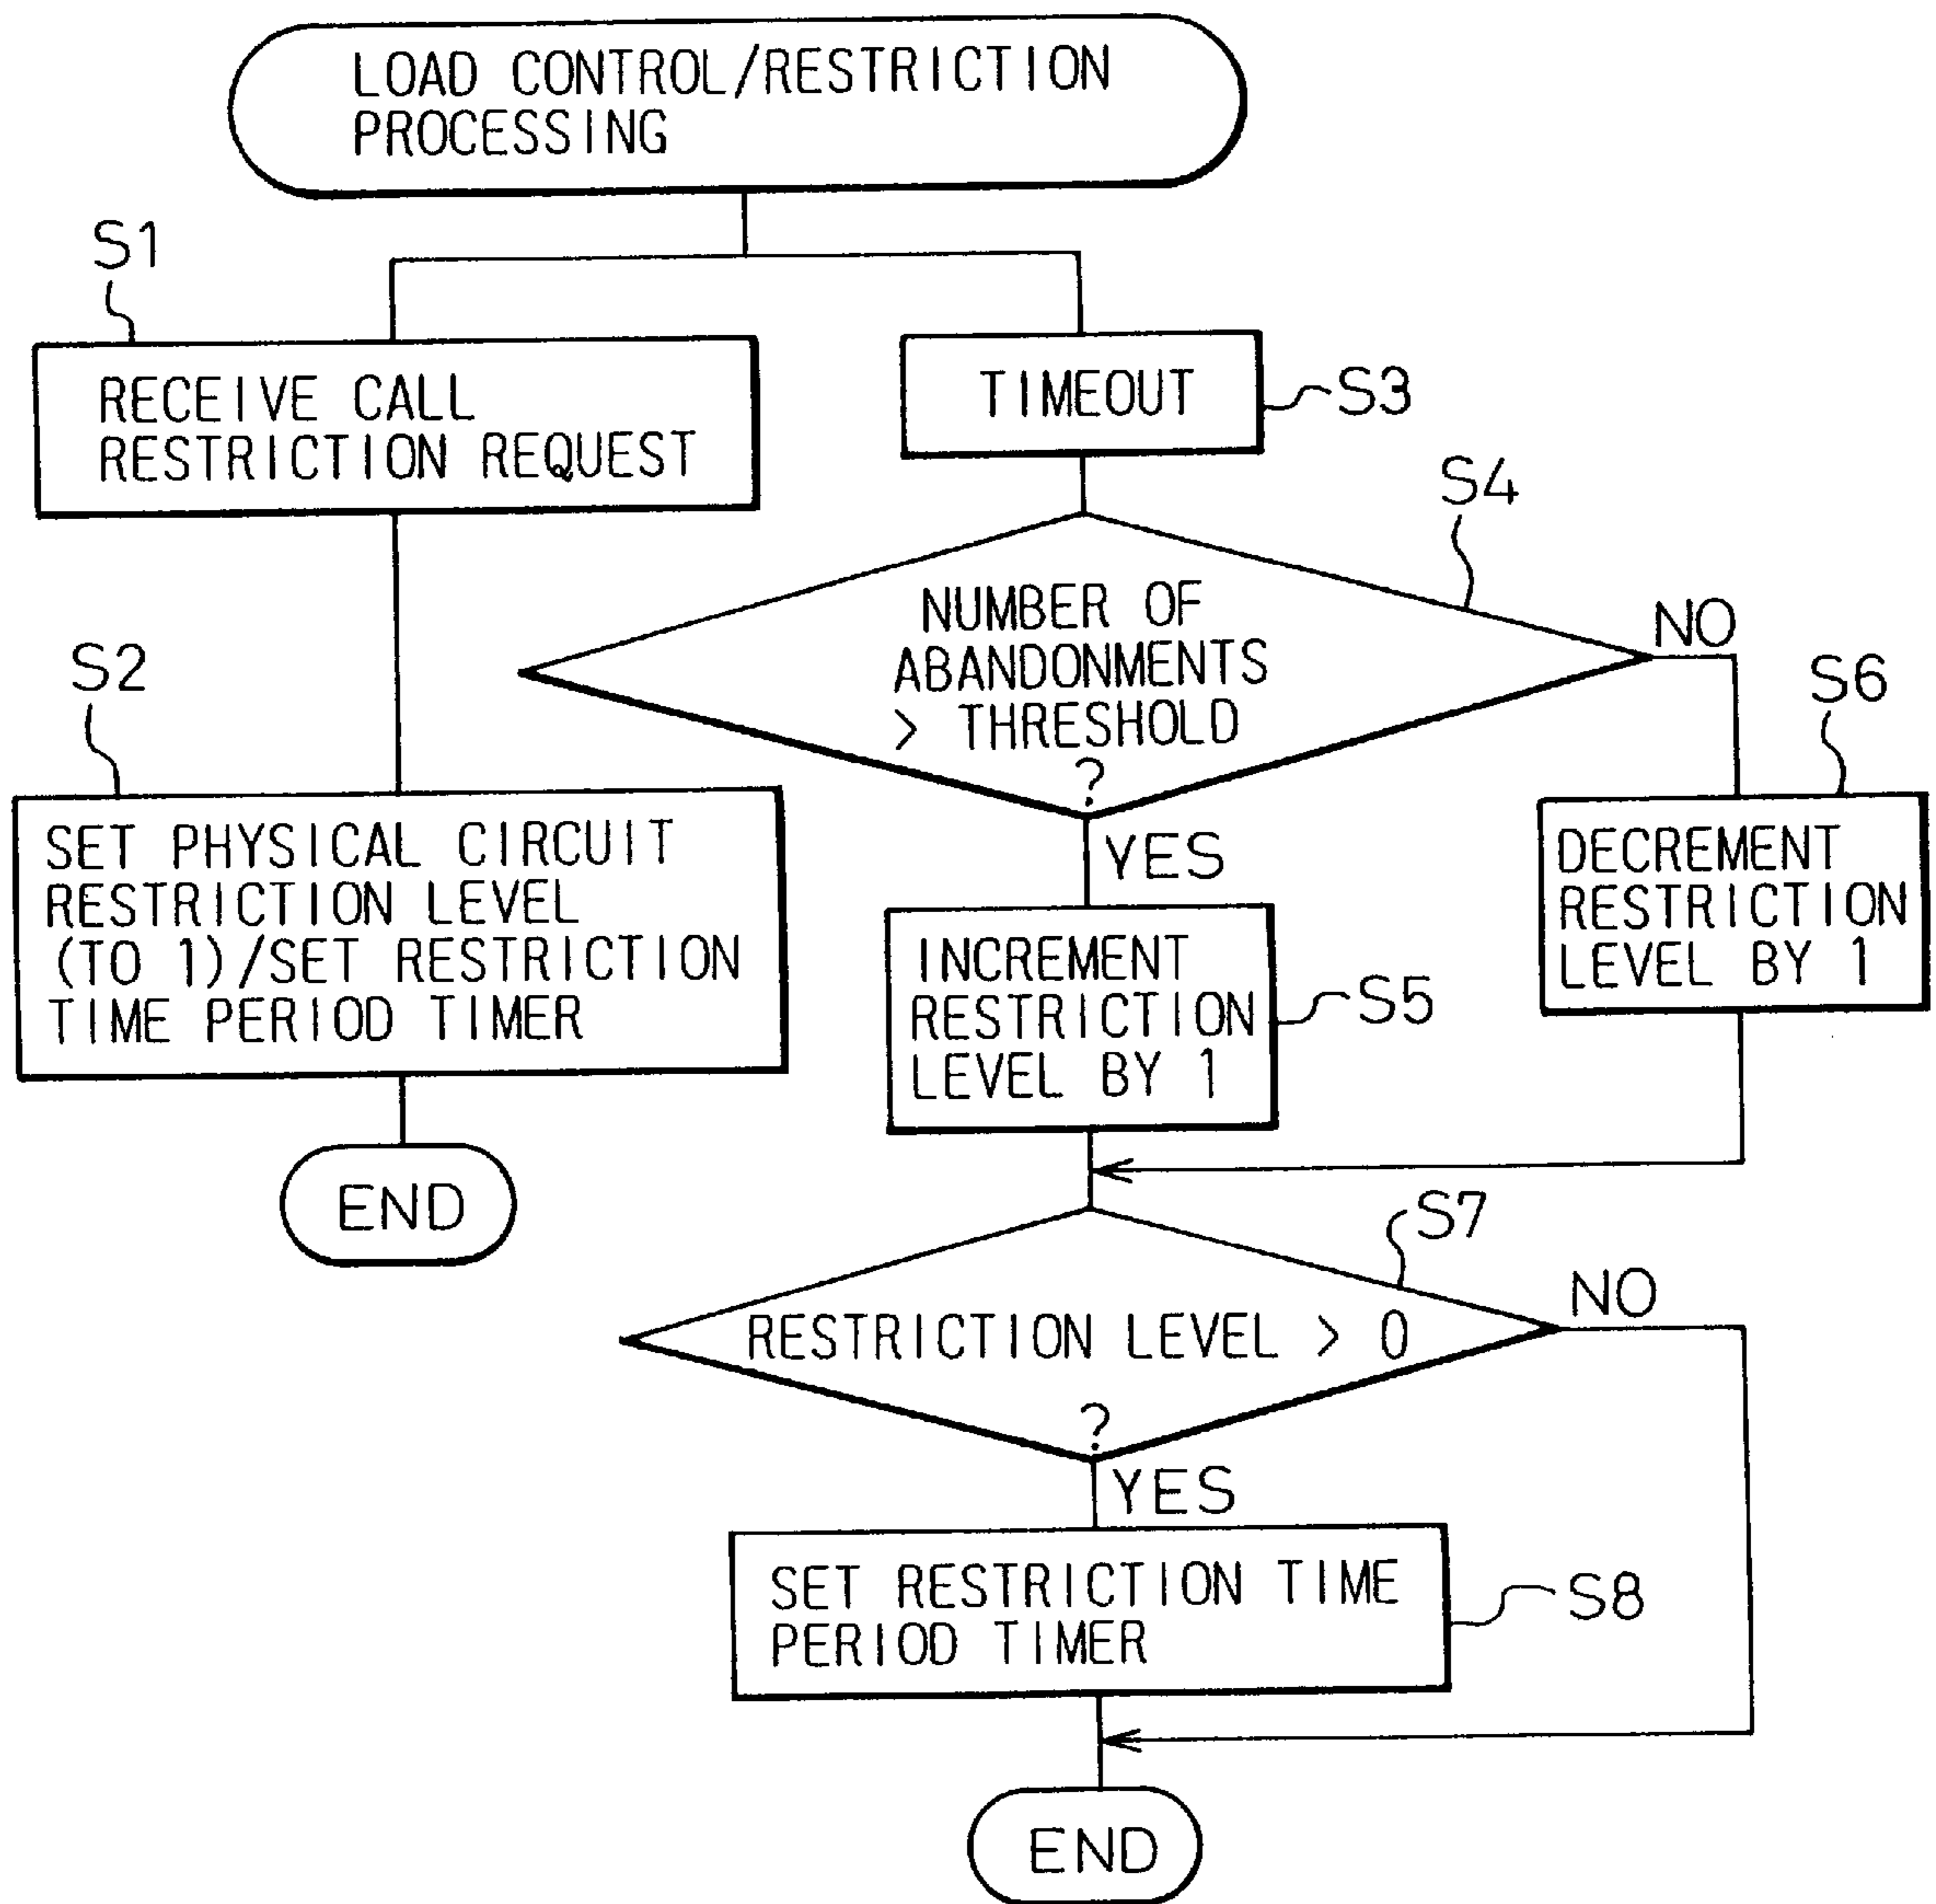 LOAD CONTROL/RESTRICTION
PROCESSING
S1
RECEIVE CALL
RESTRICTION REQUEST
TIMEOUT
S3
S4
NUMBER OF
ABANDONMENTS
> THRESHOLD
?
NO
YES
S2
SET PHYSICAL CIRCUIT
RESTRICTION LEVEL
(TO 1)/SET RESTRICTION
TIME PERIOD TIMER
END
S6
DECREMENT
RESTRICTION
LEVEL BY 1
INCREMENT
RESTRICTION
LEVEL BY 1
S5
S7
RESTRICTION LEVEL > 0
?
NO
YES
SET RESTRICTION TIME
PERIOD TIMER
S8
END